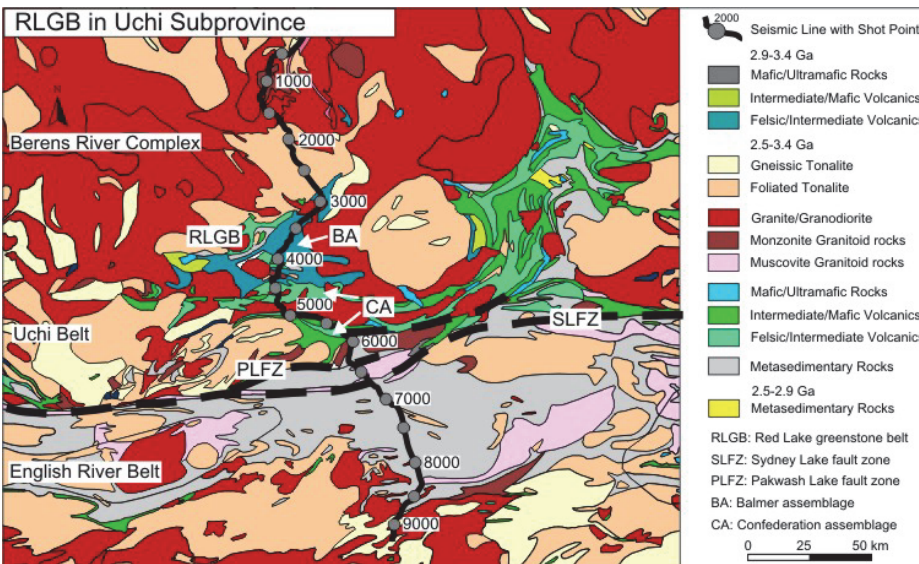 RLGB in Uchi Subprovince
1000
N
Berens River Complex
2000
3000
RLGB
BA
4000
5000
CA
Uchi Belt
SLFZ
6000
PLFZ
7000
English River Belt
8000
9000
2000
Seismic Line with Shot Point
2.9-3.4 Ga
Mafic/Ultramafic Rocks
Intermediate/Mafic Volcanics
Felsic/Intermediate Volcanics
2.5-3.4 Ga
Gneissic Tonalite
Foliated Tonalite
Granite/Granodiorite
Monzonite Granitoid rocks
Muscovite Granitoid rocks
Mafic/Ultramafic Rocks
Intermediate/Mafic Volcanics
Felsic/Intermediate Volcanics
Metasedimentary Rocks
2.5-2.9 Ga
Metasedimentary Rocks
RLGB: Red Lake greenstone belt
SLFZ: Sydney Lake fault zone
PLFZ: Pakwash Lake fault zone
BA: Balmer assemblage
CA: Confederation assemblage
0 25 50 km